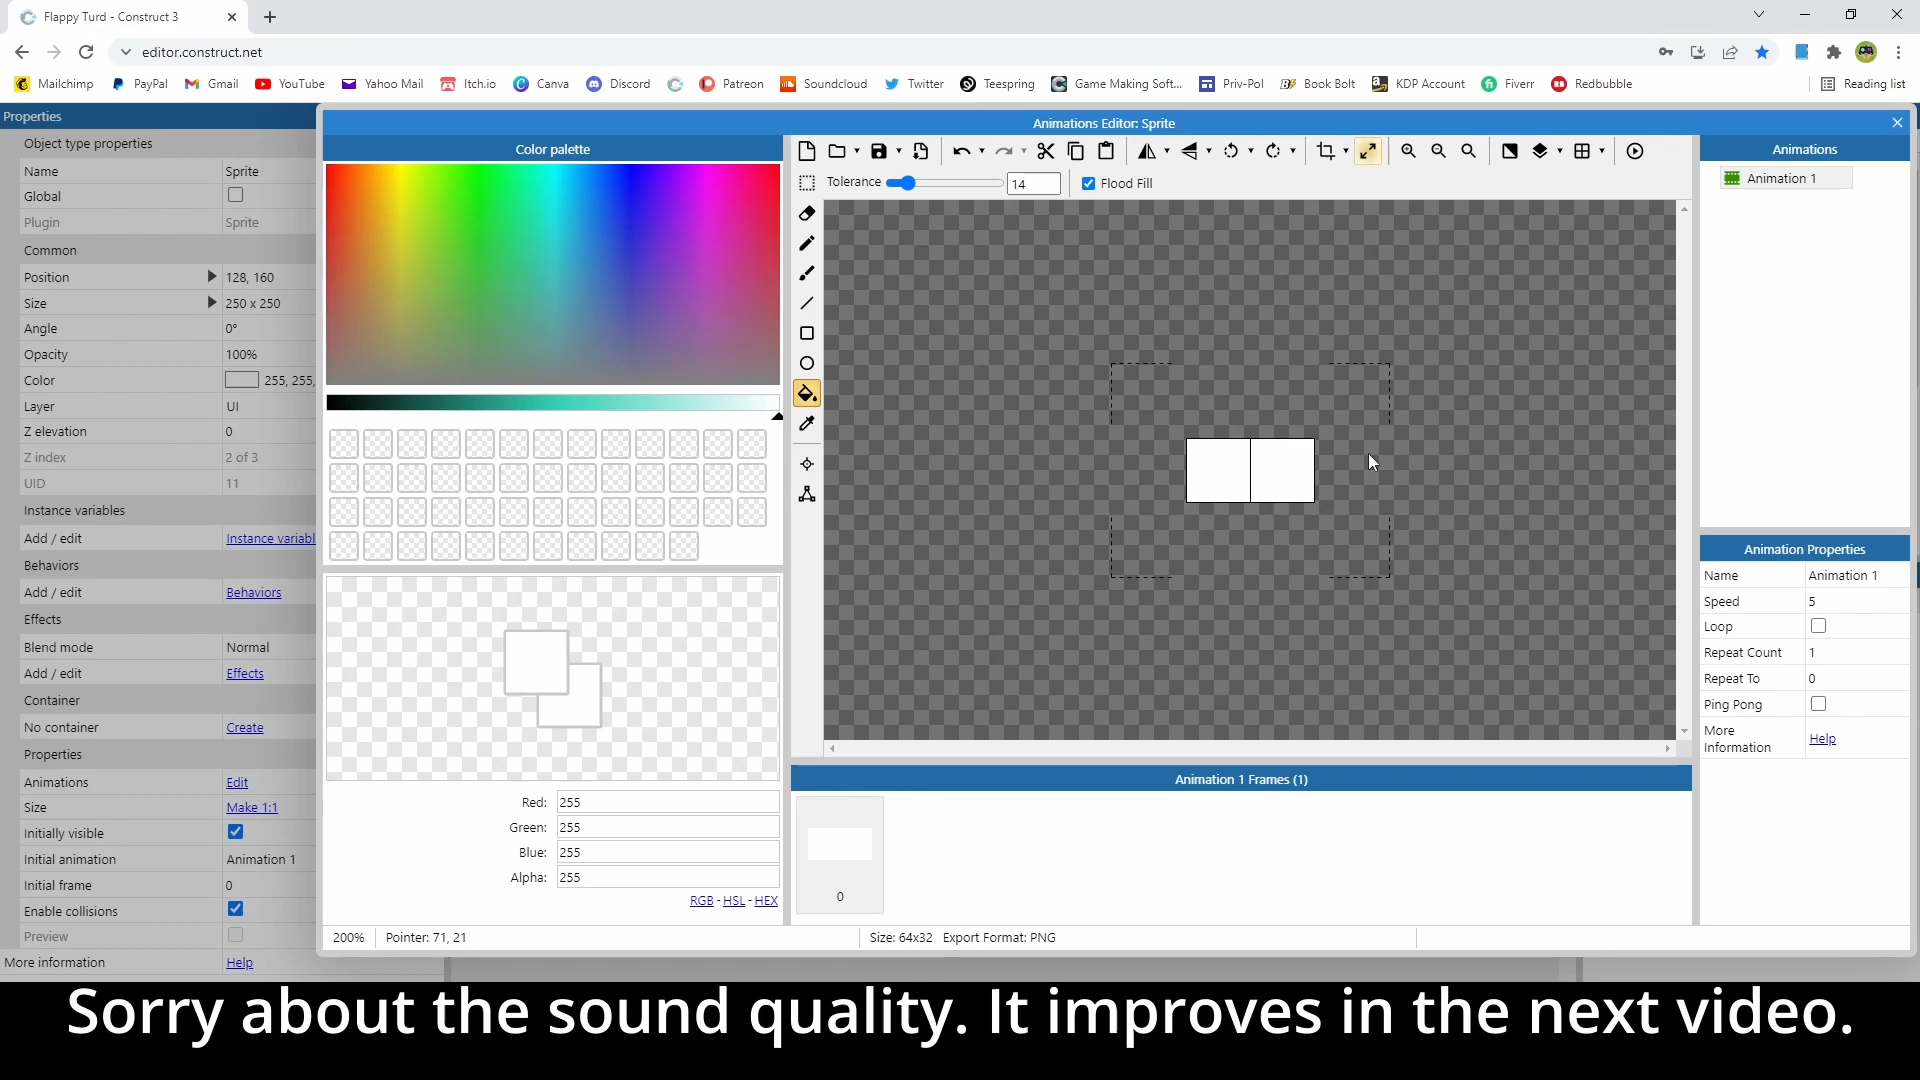 Flappy Turd - Construct 3
editor.construct.net
Mailchimp PayPal Gmail YouTube Yahoo Mail Itch.io Canva Discord Patreon Soundcloud Twitter Teespring Game Making Soft... Priv-Pol Book Bolt KDP Account Fiverr Redbubble Reading list
Properties
Object type properties
Name Sprite
Global
Plugin Sprite
Common
Position 128, 160
Size 250 x 250
Angle 0°
Opacity 100%
Color 255, 255,
Layer UI
Z elevation 0
Z index 2 of 3
UID 11
Instance variables
Add / edit Instance variabl
Behaviors
Add / edit Behaviors
Effects
Blend mode Normal
Add / edit Effects
Container
No container Create
Properties
Animations Edit
Size Make 1:1
Initially visible
Initial animation Animation 1
Initial frame 0
Enable collisions
Preview
More information Help
Animations Editor: Sprite
Color palette
Red: 255
Green: 255
Blue: 255
Alpha: 255
RGB - HSL - HEX
Tolerance 14 Flood Fill
Animation 1 Frames (1)
0
200% Pointer: 71, 21 Size: 64x32 Export Format: PNG
Animations
Animation 1
Animation Properties
Name Animation 1
Speed 5
Loop
Repeat Count 1
Repeat To 0
Ping Pong
More
Information Help
Sorry about the sound quality. It improves in the next video.